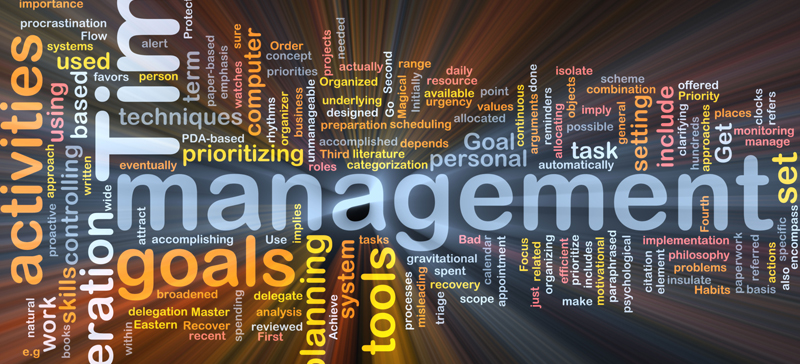 importance
procrastination
Flow
systems
used
favors
person
alert
Protec
activities
using
based
Tim
term
paper-based
emphasis
watches
sure
computer
Order
concept
priorities
projects
needed
techniques
PDA-based
prioritizing
eventually
rhythms
organizer
business
unmanageable
actually
Organized
underlying
designed
preparation
scheduling
accomplished
depends
Third
literature
roles
categorization
Go
Second
Magical
Initially
range
daily
resource
available
urgency
point
values
allocated
Goal
personal
continuous
arguments
done
reminders
allocating
objects
isolate
imply
possible
task
automatically
scheme
combination
general
setting
include
offered
Priority
clarifying
hundreds
approaches
Get
places
clocks
refers
monitoring
manage
set
approach
proactive
controlling
written
wide
management
attract
accomplishing
Use
implies
goals
broadened
delegate
delegation
Master
analysis
Eastern
Recover
reviewed
recent
First
spending
within
eration
skills
work
books
natural
e.g
lanning
Achieve
system
tasks
tools
gravitational
spent
recovery
scope
processes
misleading
triage
Bad
calendar
appointment
Focus
related
just
organizing
efficient
prioritize
includes
motivational
make
paraphrased
psychological
implementation
philosophy
problems
insulate
Habits
citation
elements
Fourth
paperwork
basis
referred
actions
specific
also
encompass